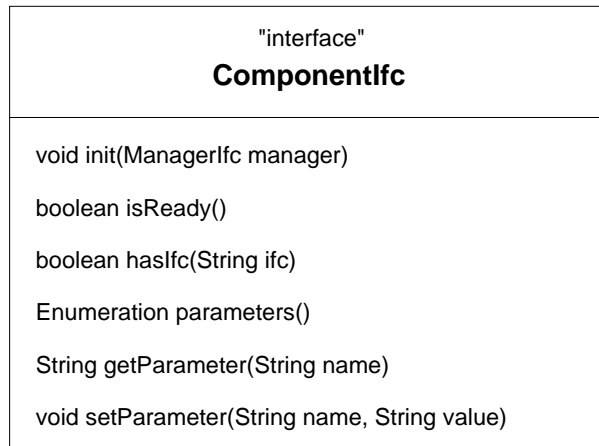 "interface"
ComponentIfc
void init(ManagerIfc manager)
boolean isReady()
boolean hasIfc(String ifc)
Enumeration parameters()
String getParameter(String name)
void setParameter(String name, String value)